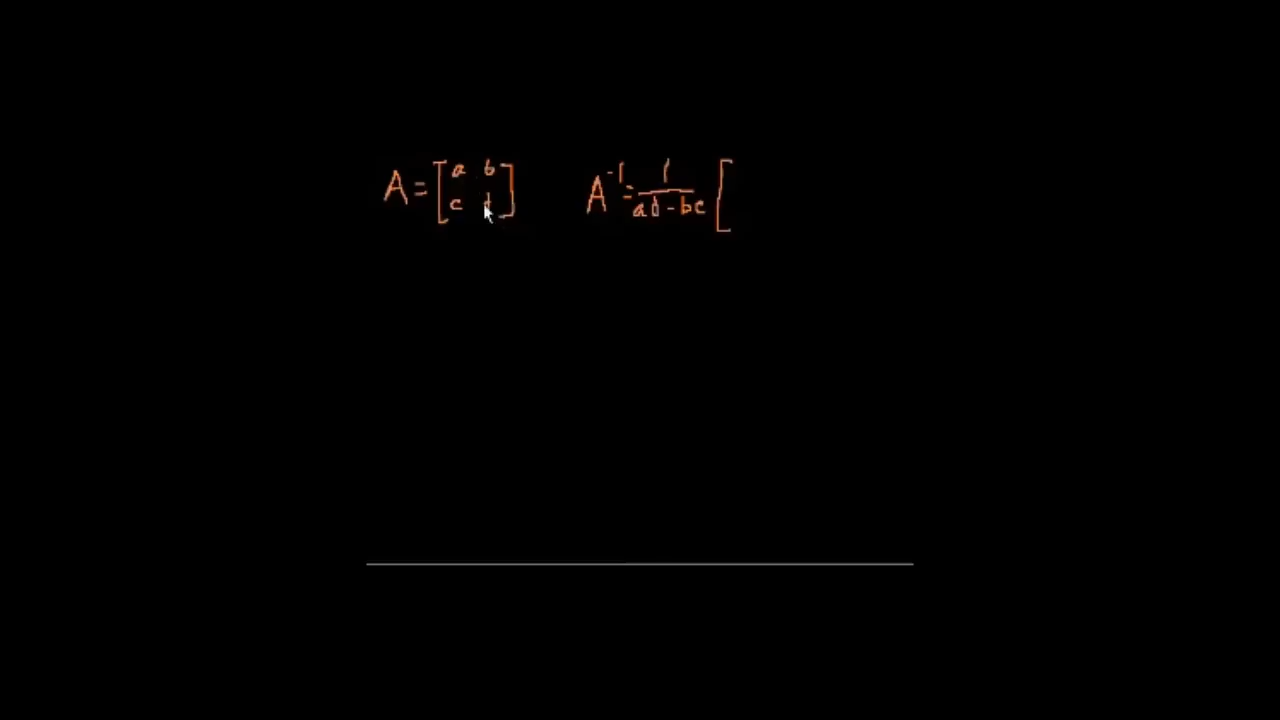 A = [a b
c d] A⁻¹ = 1/(ad - bc) [